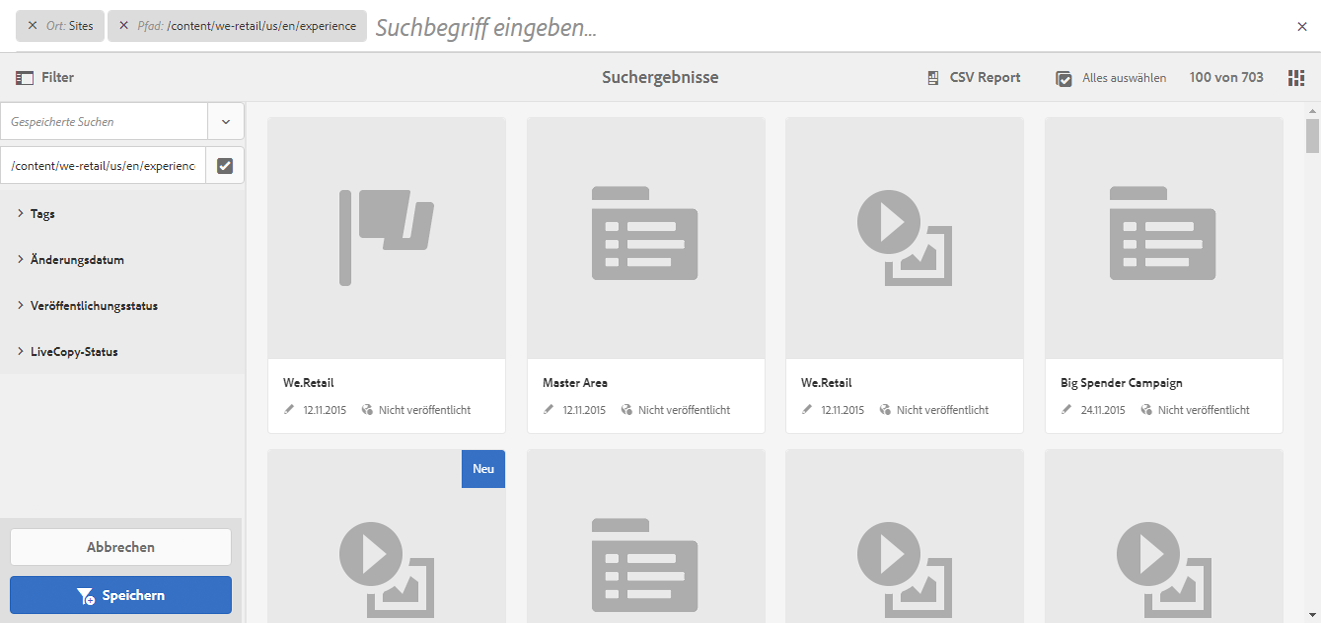 Ort: Sites
Pfad: /content/we-retail/us/en/experience
Suchbegriff eingeben...
Filter
Suchergebnisse
CSV Report
Alles auswählen
100 von 703
Gespeicherte Suchen
/content/we-retail/us/en/experienc
Tags
Änderungsdatum
Veröffentlichungsstatus
LiveCopy-Status
Abbrechen
Speichern
We.Retail
12.11.2015 Nicht veröffentlicht
Master Area
12.11.2015 Nicht veröffentlicht
We.Retail
12.11.2015 Nicht veröffentlicht
Big Spender Campaign
24.11.2015 Nicht veröffentlicht
Neu